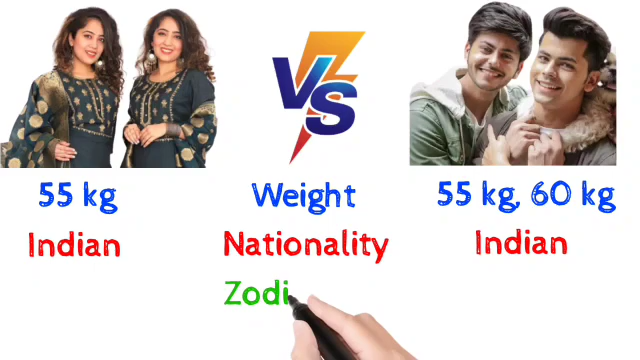 VS
55 kg Weight 55 kg, 60 kg
Indian Nationality Indian
Zodi